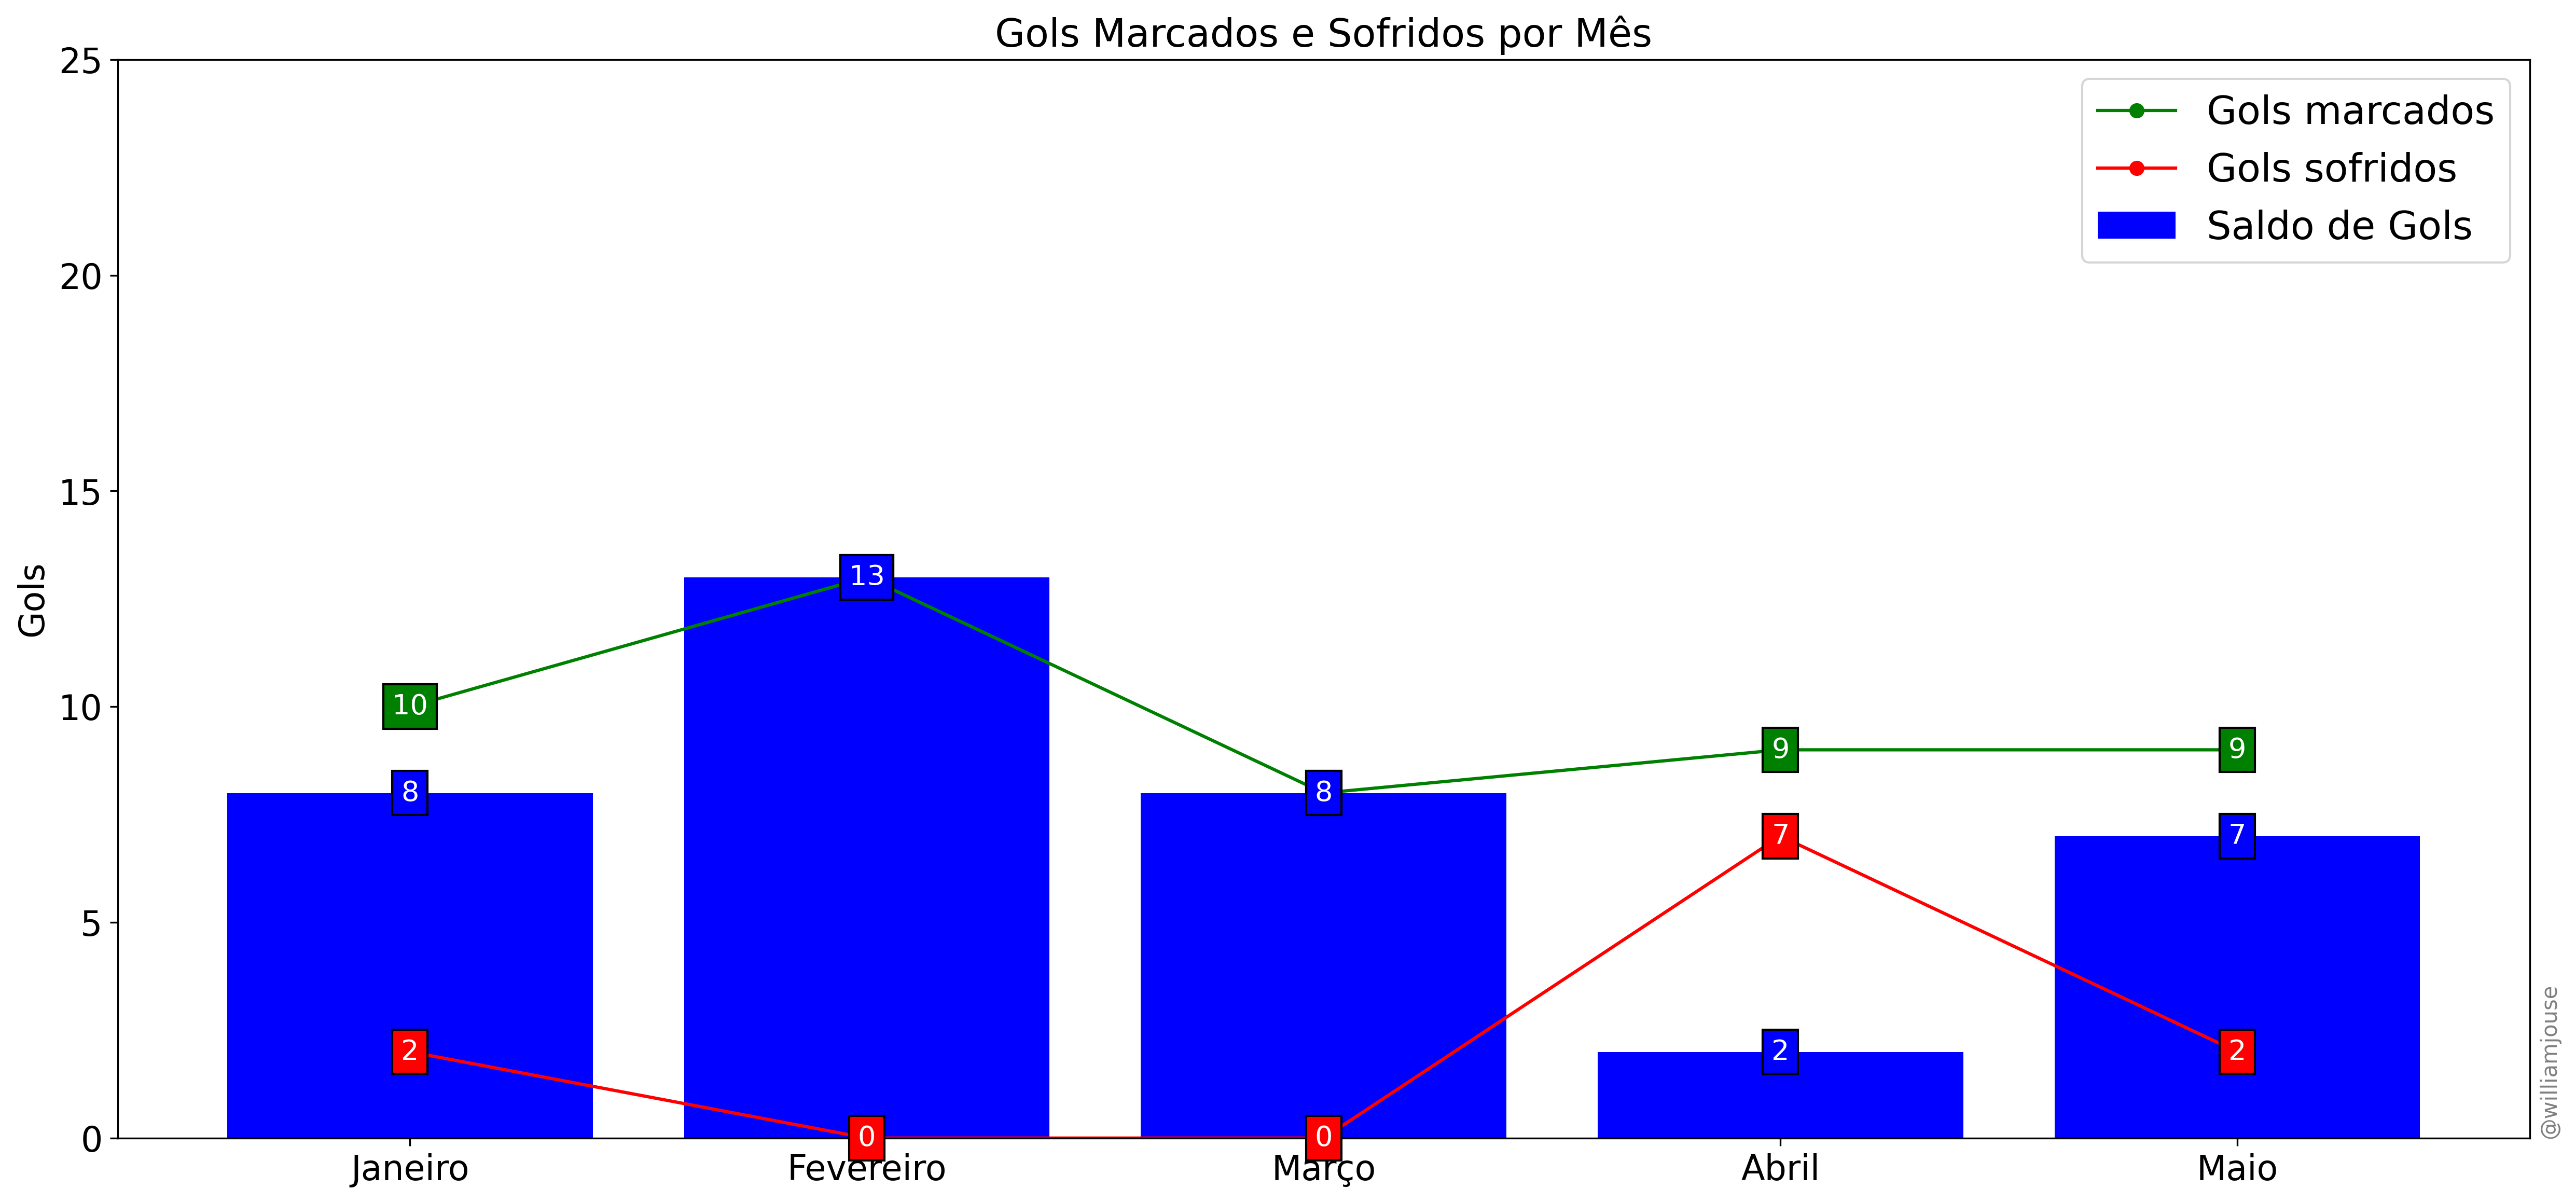 Gols Marcados e Sofridos por Mês
Gols marcados
Gols sofridos
Saldo de Gols
Gols
25
20
15
10
5
0
10
13
8
9
9
8
8
7
7
2
0
0
2
2
Janeiro
Fevereiro
Março
Abril
Maio
@williamjouse